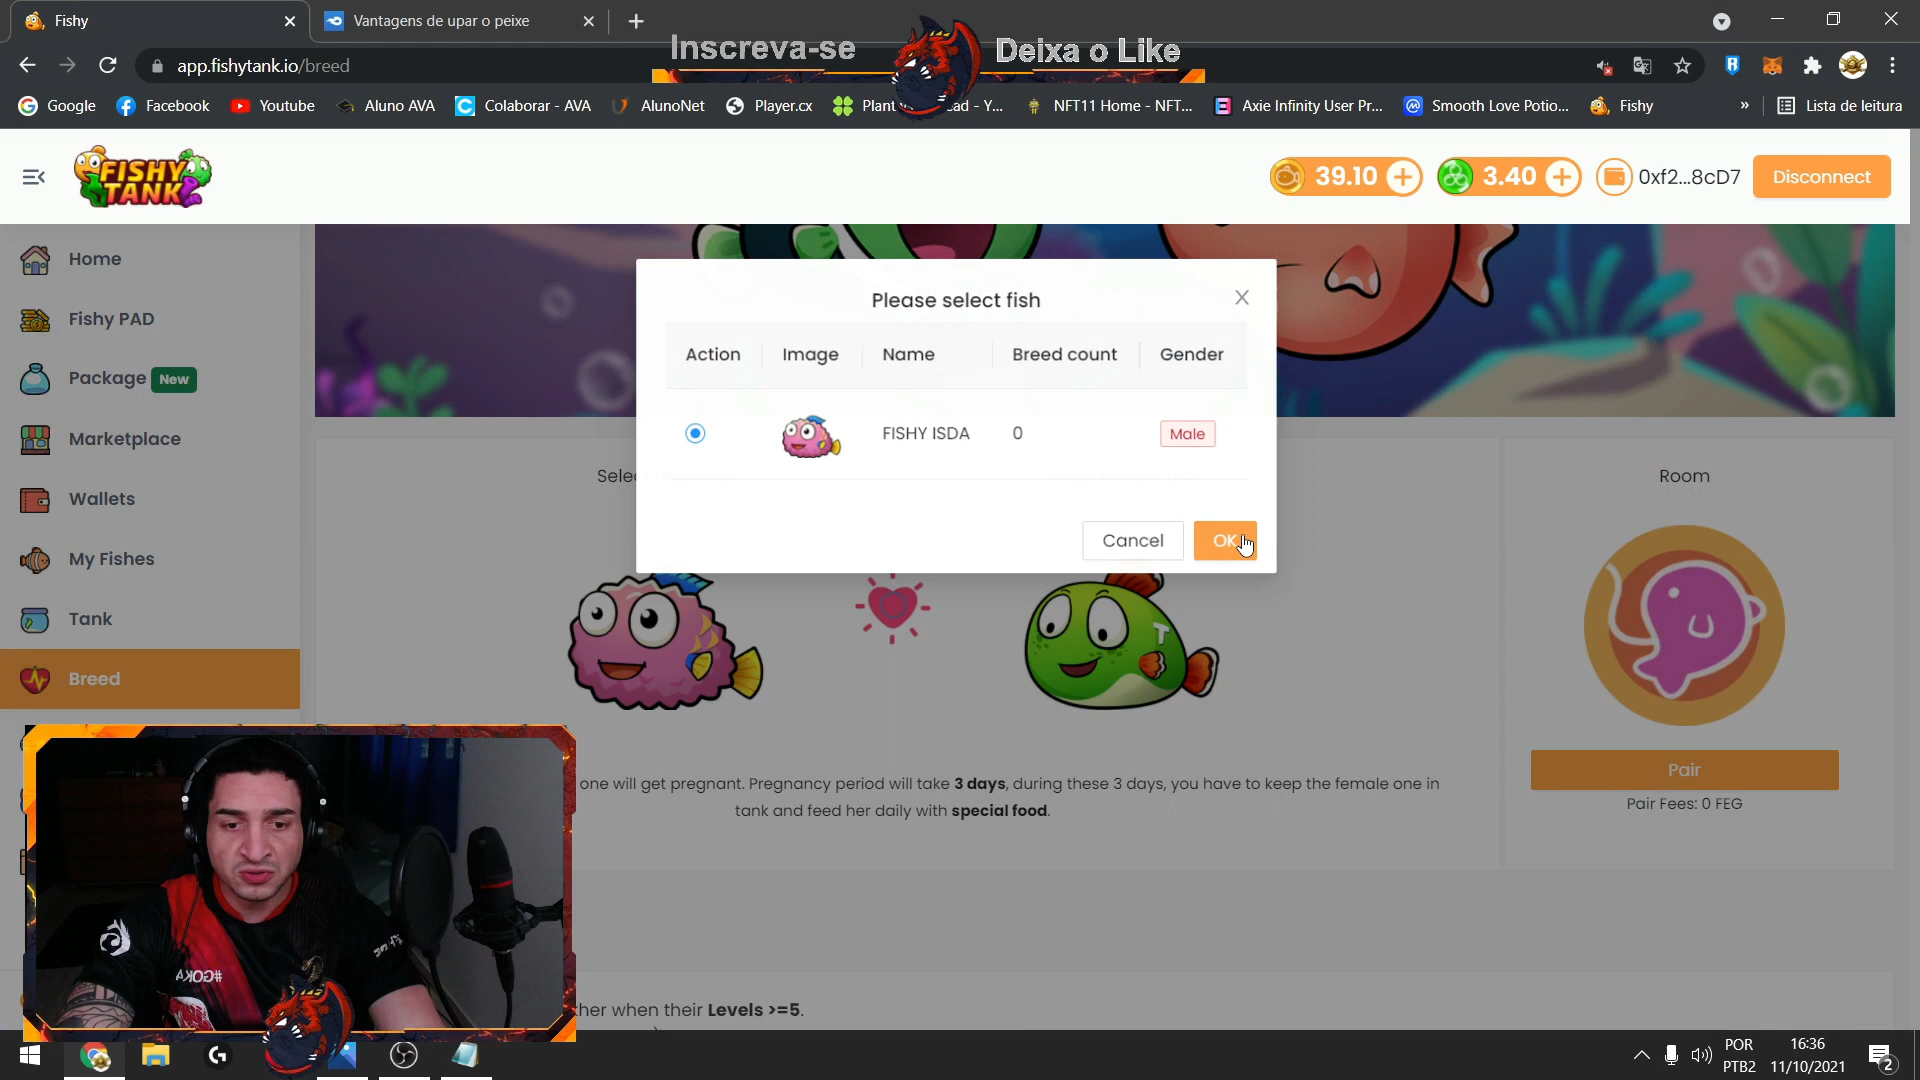 Fishy
Vantagens de upar o peixe
Inscreva-se
Deixa o Like
app.fishytank.io/breed
Google
Facebook
Youtube
Aluno AVA
Colaborar - AVA
AlunoNet
Player.cx
NFT11 Home - NFT...
Axie Infinity User Pr...
Smooth Love Potio...
Fishy
»
Lista de leitura
FISHY
TANK
39.10
3.40
0xf2...8cD7
Disconnect
Home
Fishy PAD
Package New
Marketplace
Wallets
My Fishes
Tank
Breed
Please select fish
Action Image Name Breed count Gender
FISHY ISDA 0 Male
Cancel OK
Room
T
Pair
Pair Fees: 0 FEG
one will get pregnant. Pregnancy period will take 3 days, during these 3 days, you have to keep the female one in
tank and feed her daily with special food.
when their Levels >=5.
#GOKA
POR
PTB2
16:36
11/10/2021
2